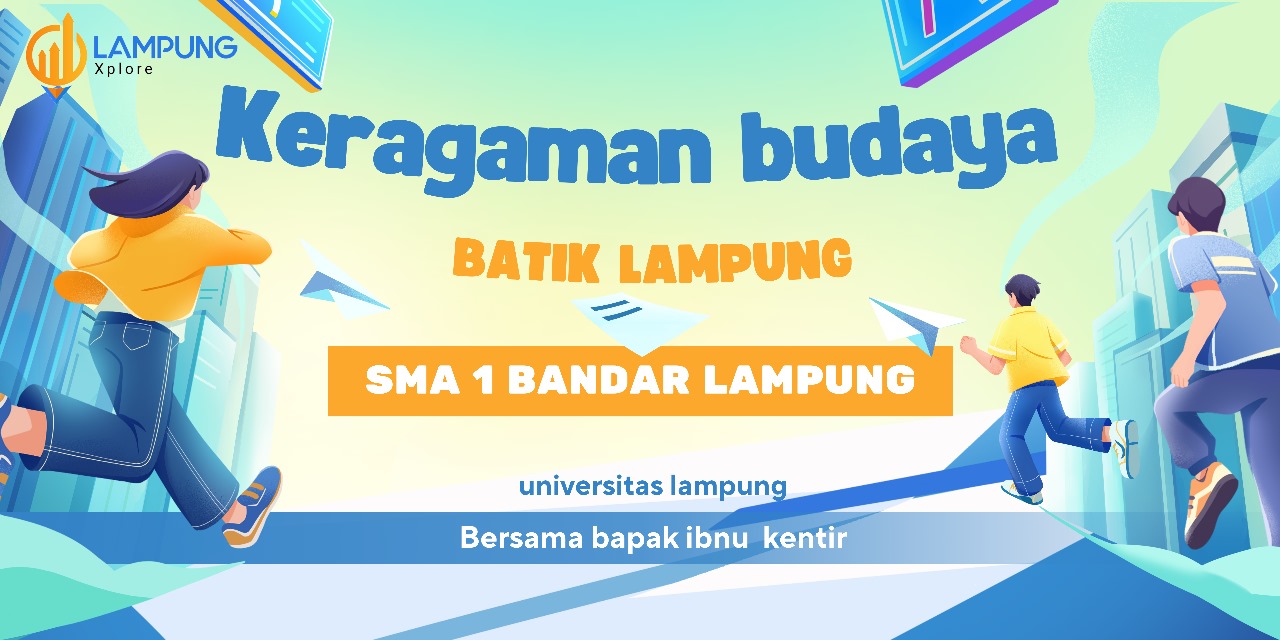 LAMPUNG
Xplore
Keragaman budaya
BATIK LAMPUNG
SMA 1 BANDAR LAMPUNG
universitas lampung
Bersama bapak ibnu kentir